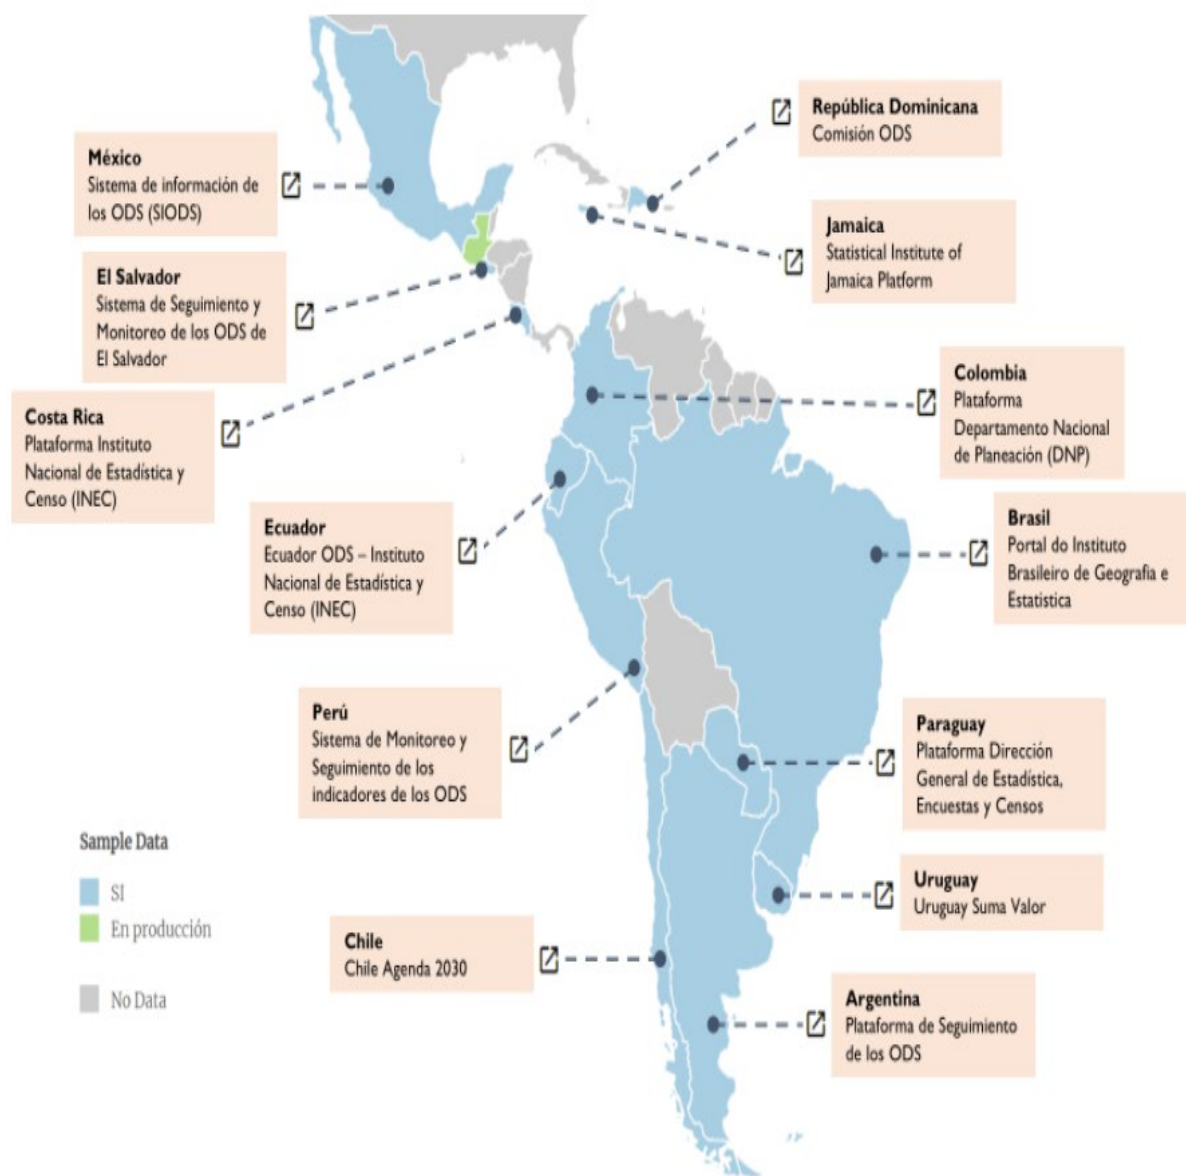 República Dominicana
Comisión ODS
México
Sistema de información de
los ODS (SIODS)
Jamaica
Statistical Institute of
Jamaica Platform
El Salvador
Sistema de Seguimiento y
Monitoreo de los ODS de
El Salvador
Colombia
Plataforma
Departamento Nacional
de Planeación (DNP)
Costa Rica
Plataforma Instituto
Nacional de Estadística y
Censo (INEC)
Brasil
Portal do Instituto
Brasileiro de Geografia e
Estatistica
Ecuador
Ecuador ODS – Instituto
Nacional de Estadística y
Censo (INEC)
Perú
Sistema de Monitoreo y
Seguimiento de los
indicadores de los ODS
Paraguay
Plataforma Dirección
General de Estadística,
Encuestas y Censos
Sample Data
SI
En producción
No Data
Uruguay
Uruguay Suma Valor
Chile
Chile Agenda 2030
Argentina
Plataforma de Seguimiento
de los ODS